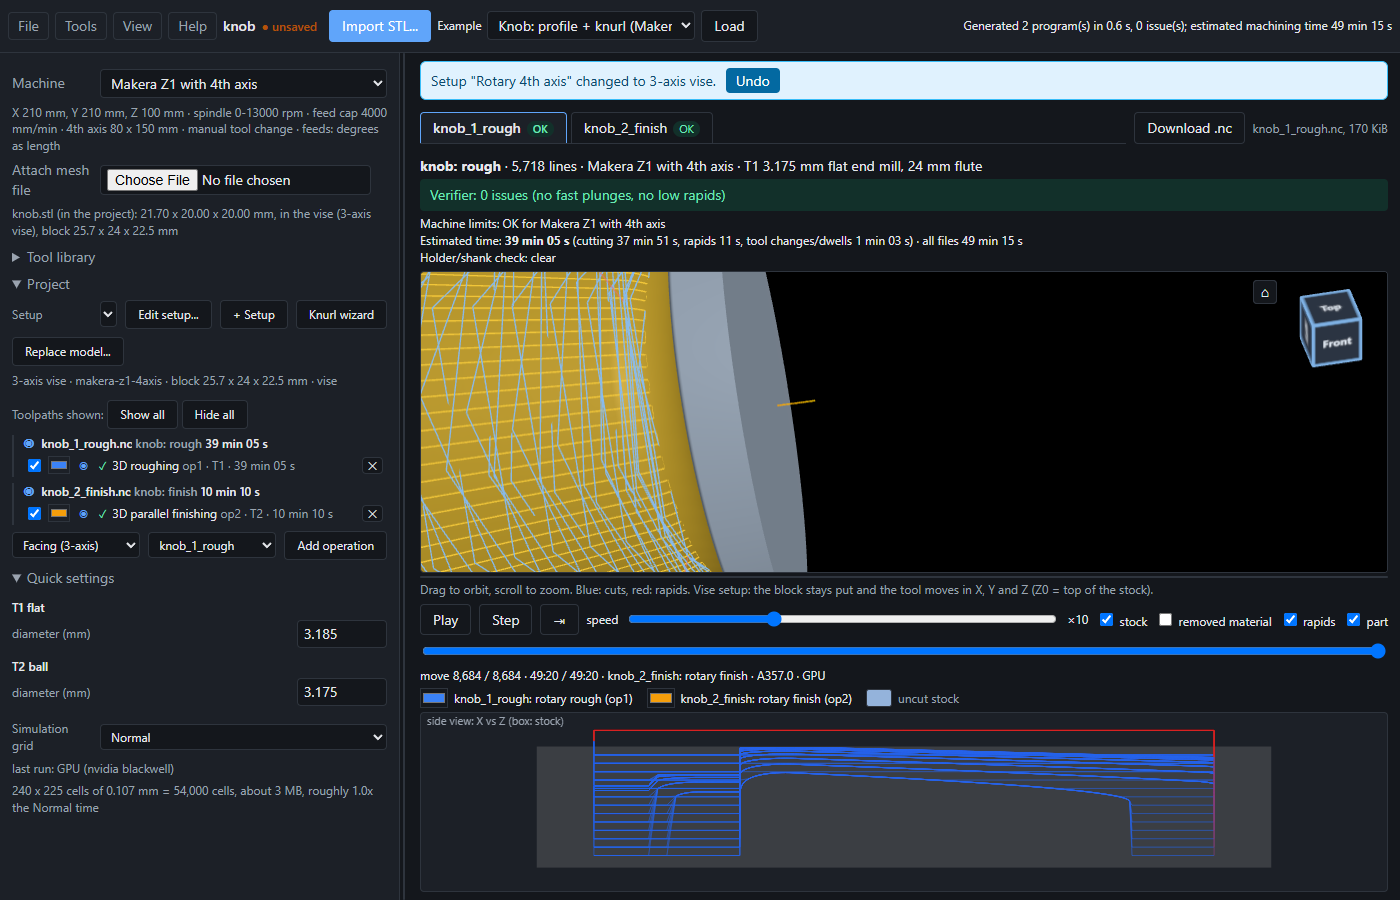 File Tools View Help knob • unsaved Import STL... Example Knob: profile + knurl (Maker Load Generated 2 program(s) in 0.6 s, 0 issue(s); estimated machining time 49 min 15 s
Machine Makera Z1 with 4th axis
X 210 mm, Y 210 mm, Z 100 mm · spindle 0-13000 rpm · feed cap 4000
mm/min · 4th axis 80 x 150 mm · manual tool change · feeds: degrees
as length
Attach mesh
file
Choose File No file chosen
knob.stl (in the project): 21.70 x 20.00 x 20.00 mm, in the vise (3-axis
vise), block 25.7 x 24 x 22.5 mm
Tool library
Project
Setup Edit setup... + Setup Knurl wizard
Replace model...
3-axis vise · makera-z1-4axis · block 25.7 x 24 x 22.5 mm · vise
Toolpaths shown: Show all Hide all
knob_1_rough.nc knob: rough 39 min 05 s
✓ 3D roughing op1 · T1 · 39 min 05 s ✕
knob_2_finish.nc knob: finish 10 min 10 s
✓ 3D parallel finishing op2 · T2 · 10 min 10 s ✕
Facing (3-axis) knob_1_rough Add operation
Quick settings
T1 flat
diameter (mm) 3.185
T2 ball
diameter (mm) 3.175
Simulation
grid
Normal
last run: GPU (nvidia blackwell)
240 x 225 cells of 0.107 mm = 54,000 cells, about 3 MB, roughly 1.0x
the Normal time
Setup "Rotary 4th axis" changed to 3-axis vise. Undo
knob_1_rough OK knob_2_finish OK Download .nc knob_1_rough.nc, 170 KiB
knob: rough · 5,718 lines · Makera Z1 with 4th axis · T1 3.175 mm flat end mill, 24 mm flute
Verifier: 0 issues (no fast plunges, no low rapids)
Machine limits: OK for Makera Z1 with 4th axis
Estimated time: 39 min 05 s (cutting 37 min 51 s, rapids 11 s, tool changes/dwells 1 min 03 s) · all files 49 min 15 s
Holder/shank check: clear
Top
Front
Drag to orbit, scroll to zoom. Blue: cuts, red: rapids. Vise setup: the block stays put and the tool moves in X, Y and Z (Z0 = top of the stock).
Play Step ⇥ speed ×10 stock removed material rapids part
move 8,684 / 8,684 · 49:20 / 49:20 · knob_2_finish: rotary finish · A357.0 · GPU
knob_1_rough: rotary rough (op1) knob_2_finish: rotary finish (op2) uncut stock
side view: X vs Z (box: stock)